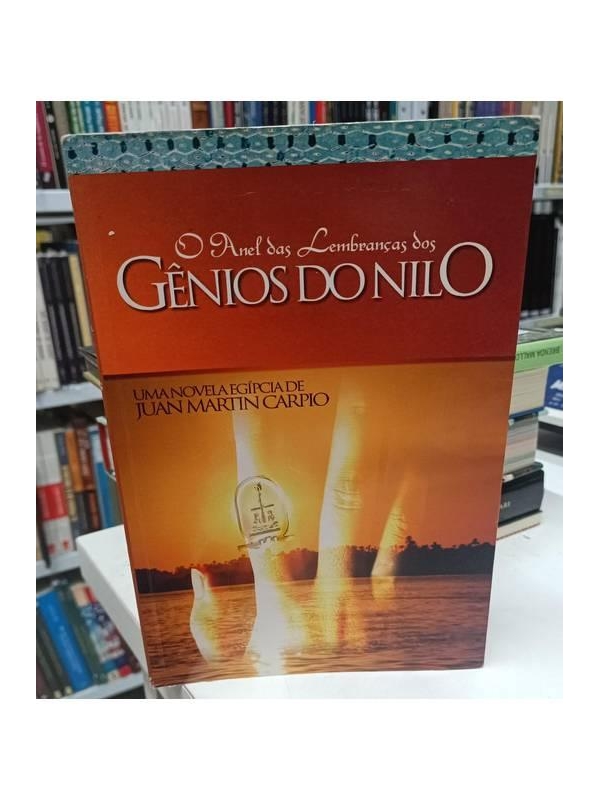 O Anel das Lembranças dos
GÊNIOS DO NILO
UMA NOVELA EGÍPCIA DE
JUAN MARTIN CARPIO